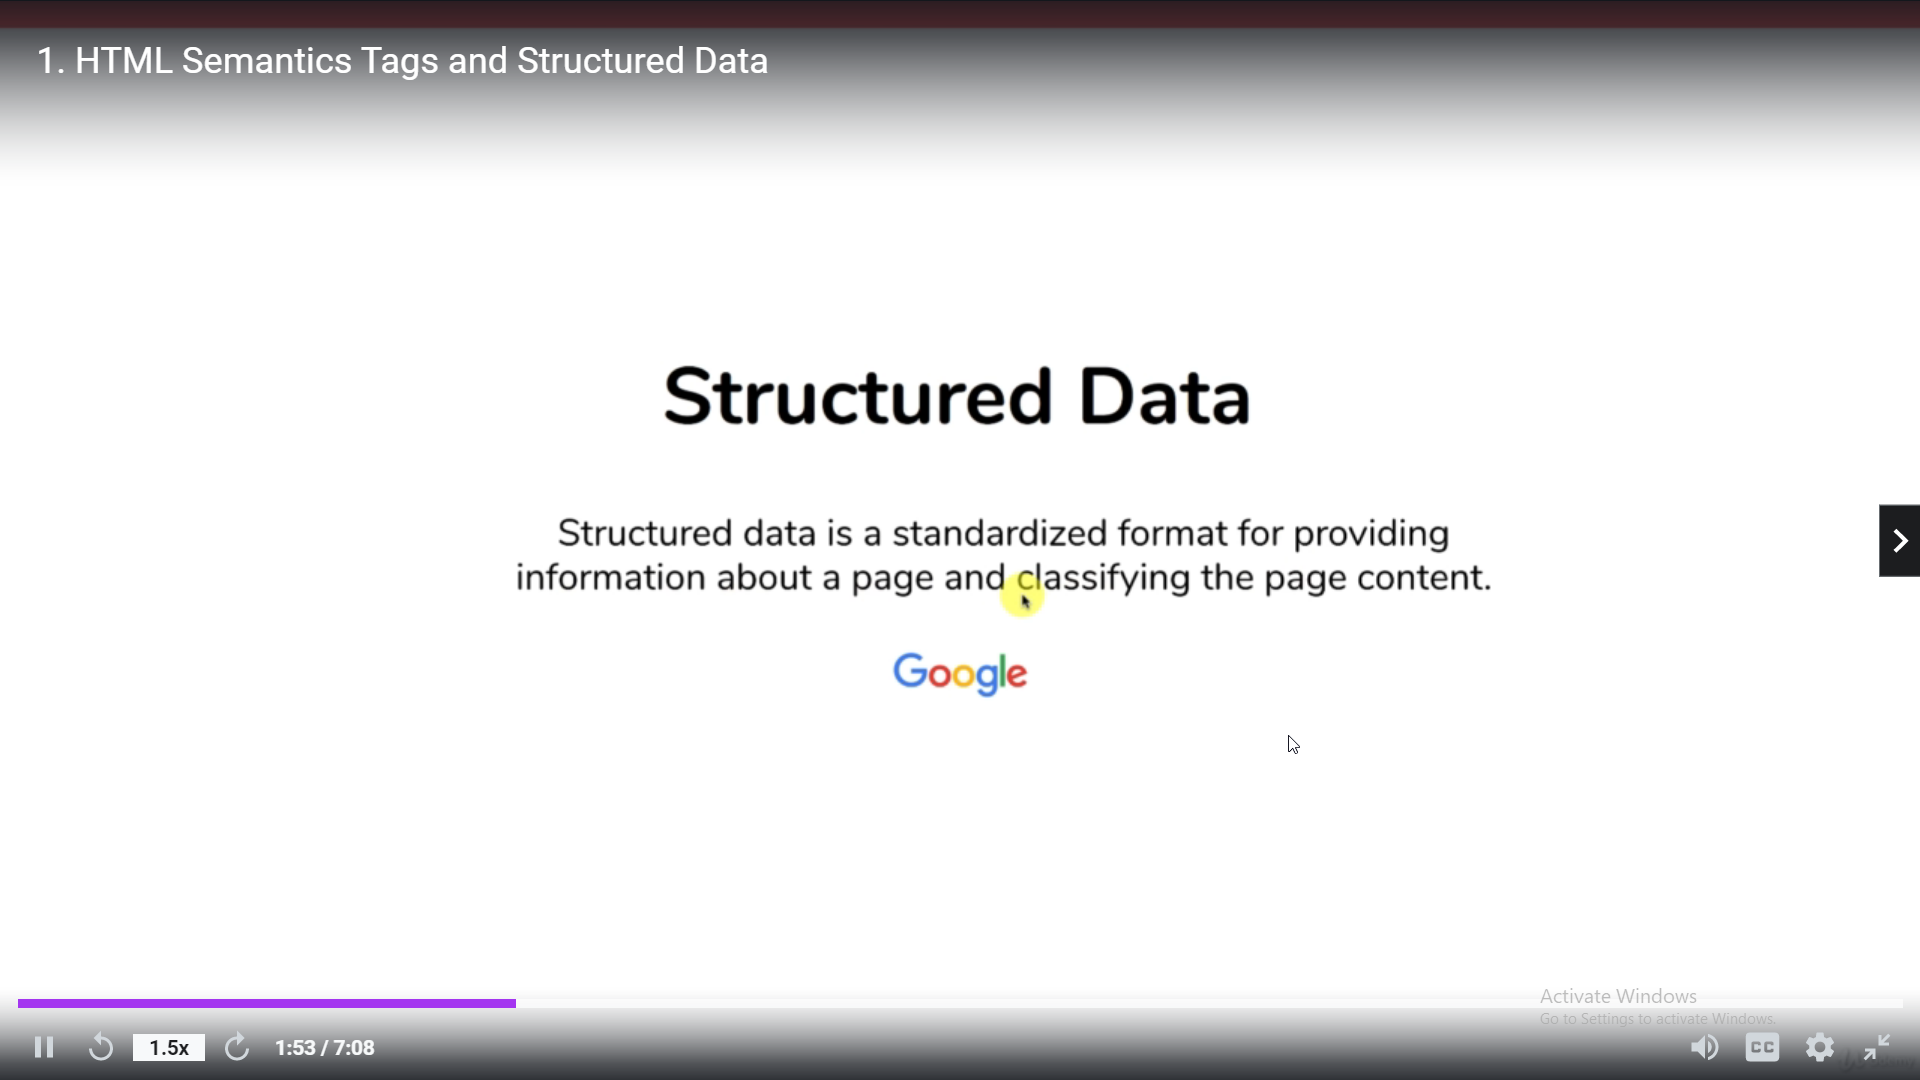 1. HTML Semantics Tags and Structured Data
Structured Data
Structured data is a standardized format for providing
information about a page and classifying the page content.
Google
Activate Windows
Go to Settings to activate Windows.
1.5x
1:53 / 7:08
CC